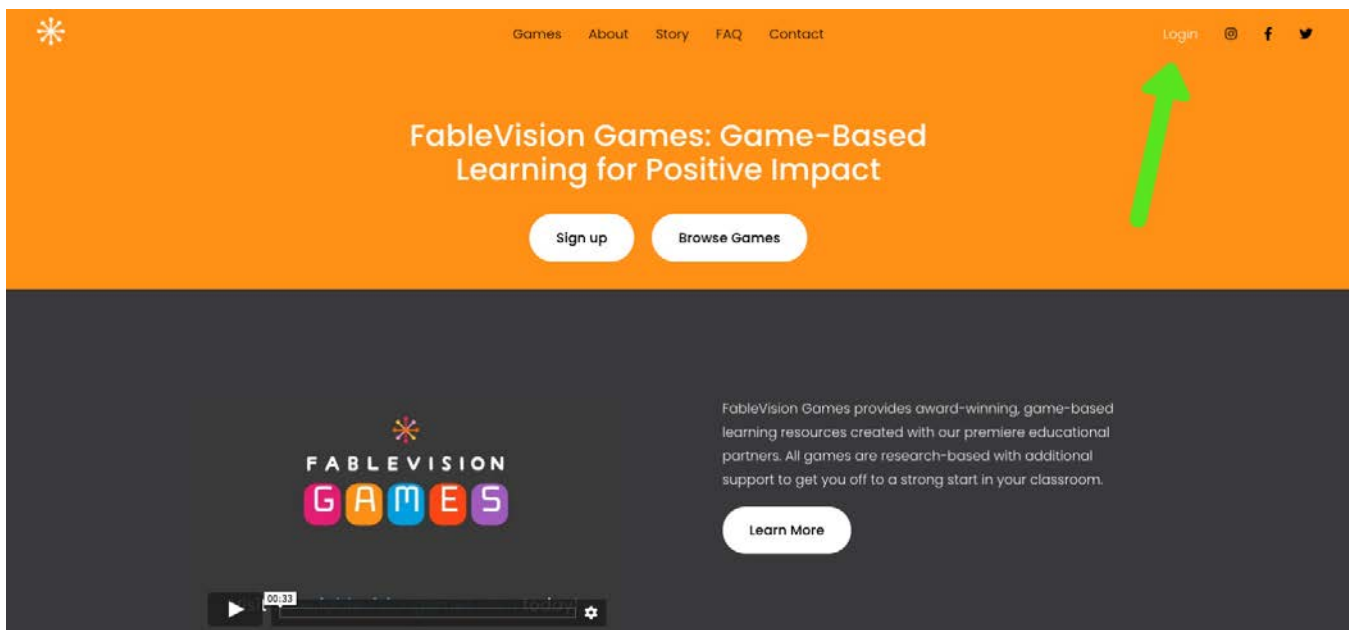 Games About Story FAQ Contact Login
FableVision Games: Game-Based
Learning for Positive Impact
Sign up Browse Games
FABLEVISION
GAMES
FableVision Games provides award-winning, game-based
learning resources created with our premiere educational
partners. All games are research-based with additional
support to get you off to a strong start in your classroom.
Learn More
00:33
today!